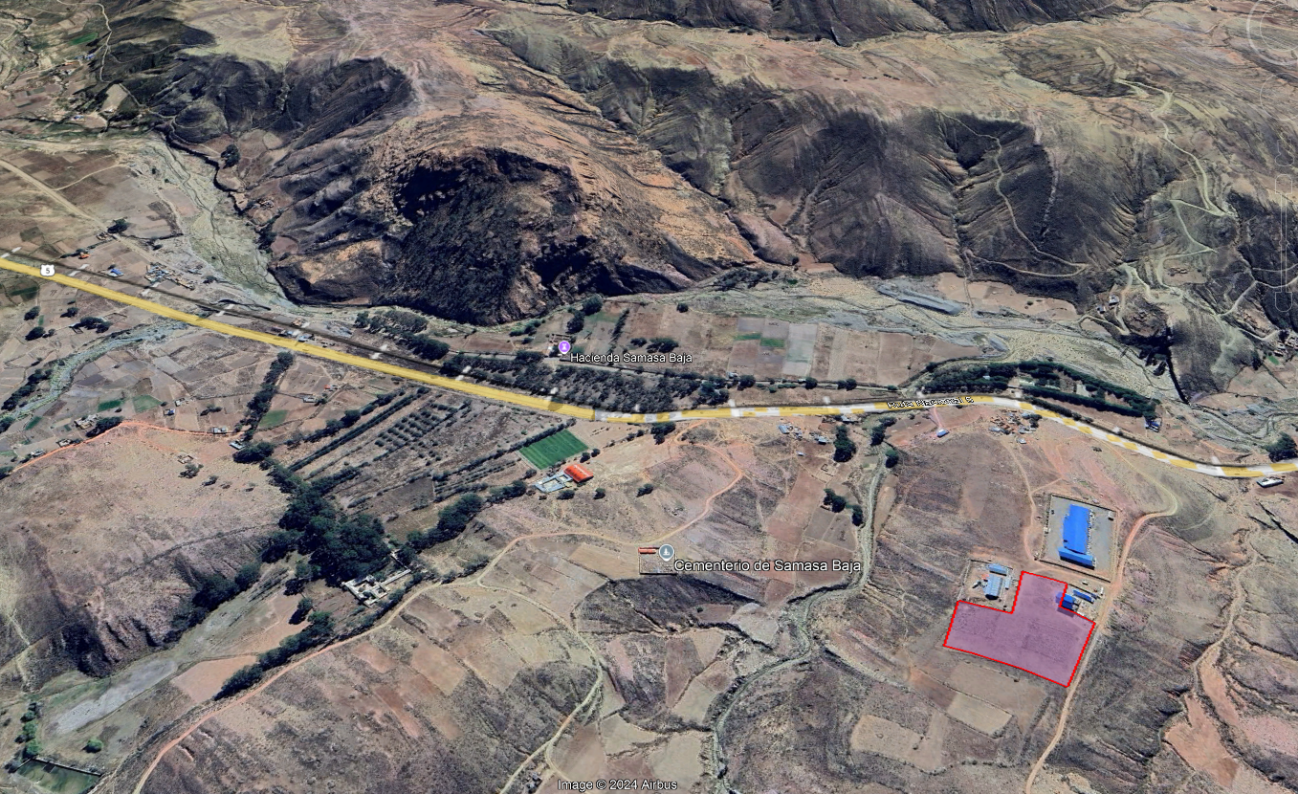 5
Hacienda Samasa Baja
Cementerio de Samasa Baja
Image © 2024 Airbus